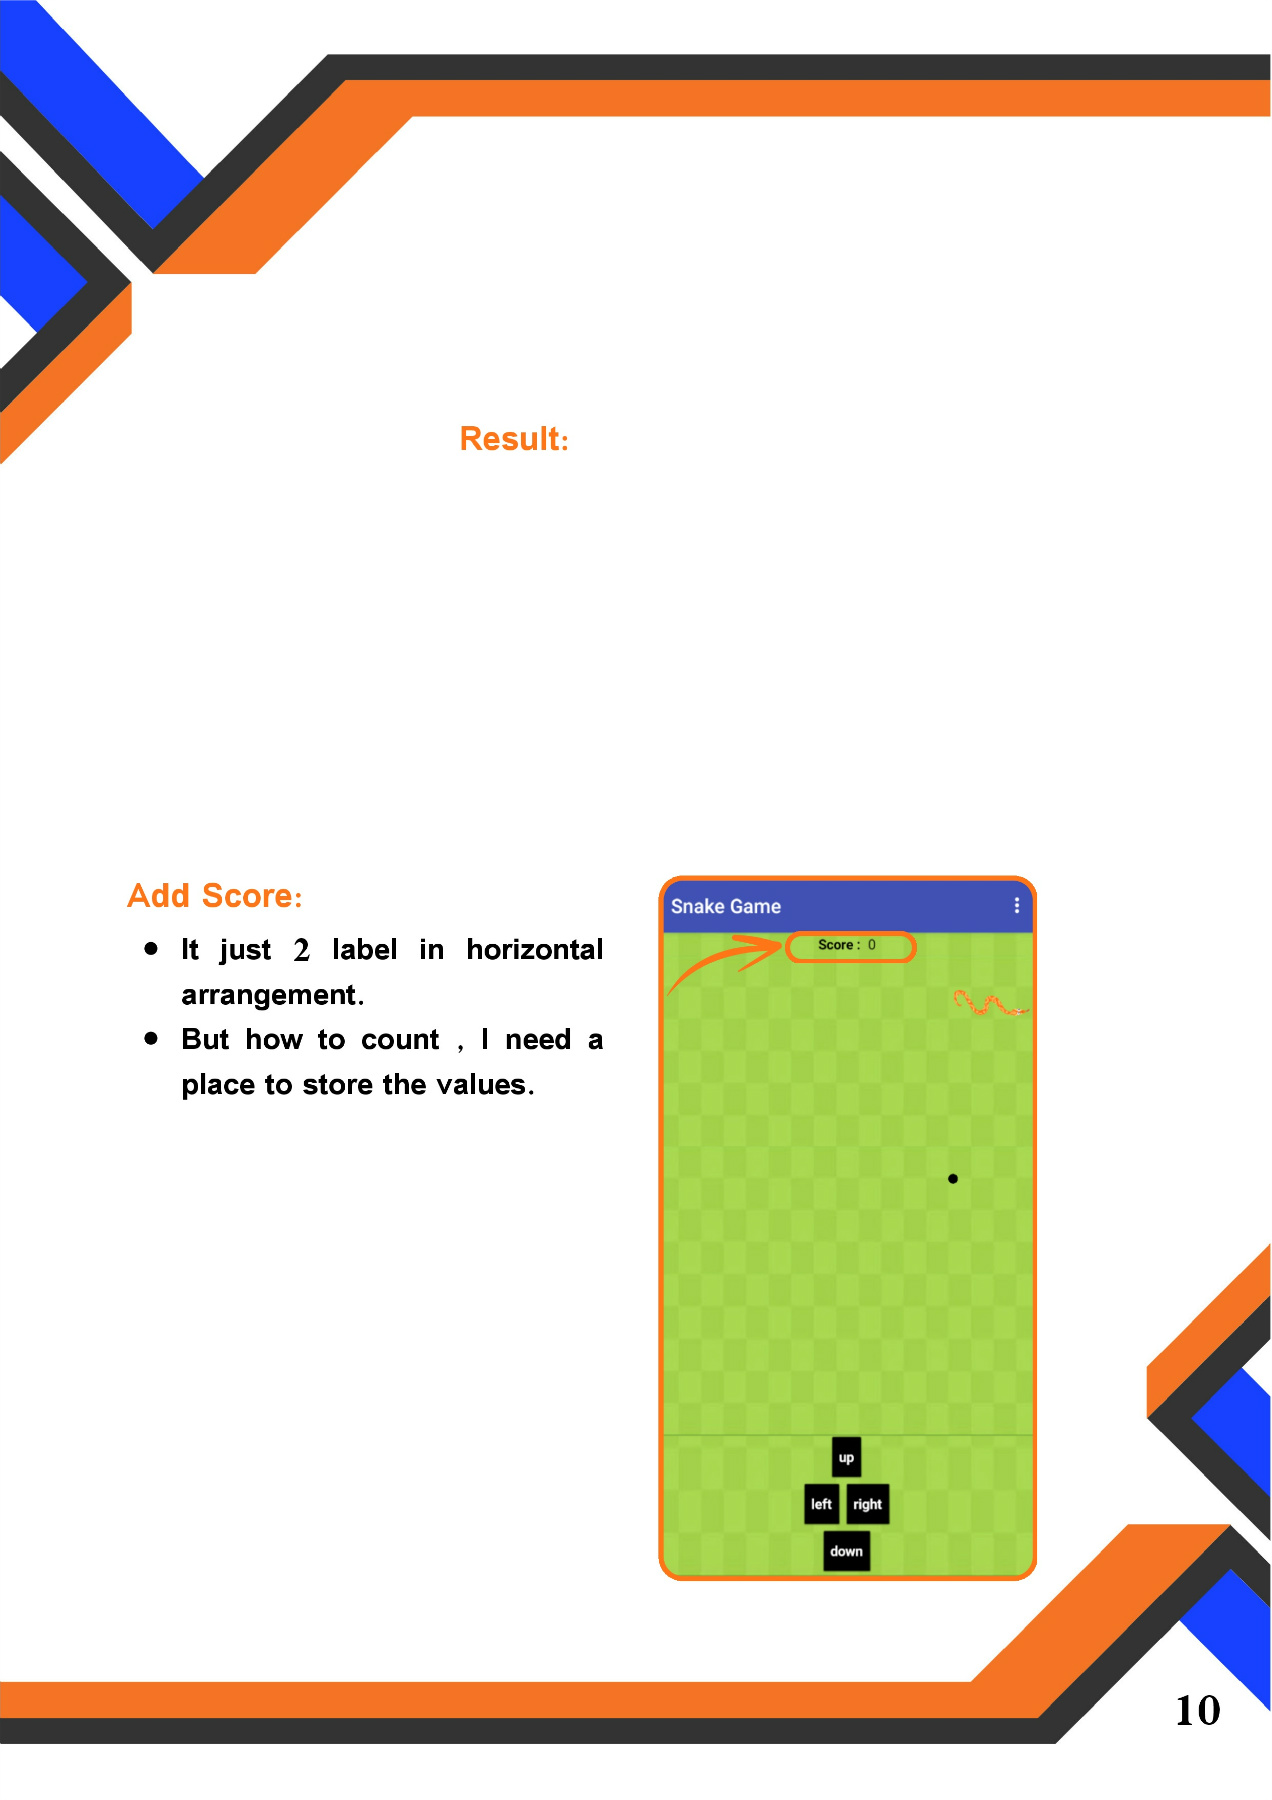 Result:
Add Score:
● It just 2 label in horizontal
arrangement.
● But how to count , I need a
place to store the values.
Snake Game
Score : 0
up
left right
down
10